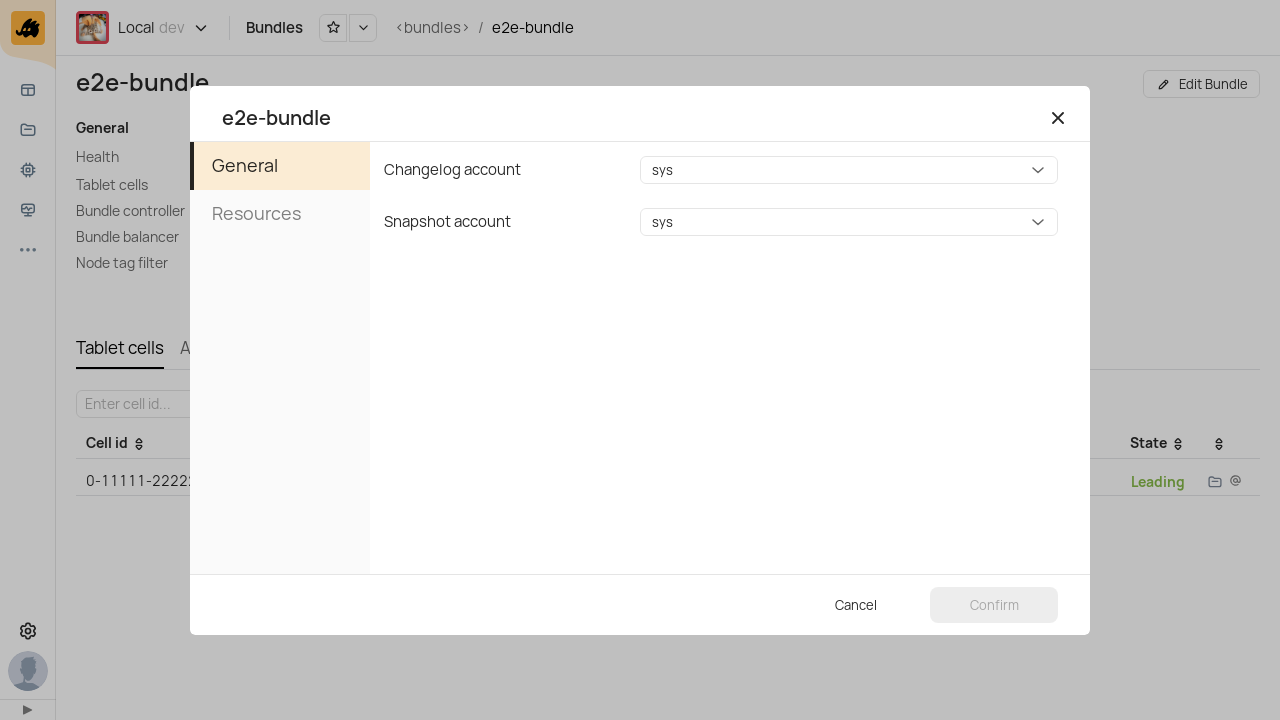 Local dev
Bundles
<bundles> / e2e-bundle
e2e-bundle
Edit Bundle
General
Health
Tablet cells
Bundle controller
Bundle balancer
Node tag filter
Tablet cells A
Enter cell id...
Cell id
State
0-11111-2222
Leading
e2e-bundle
General
Resources
Changelog account
sys
Snapshot account
sys
Cancel
Confirm